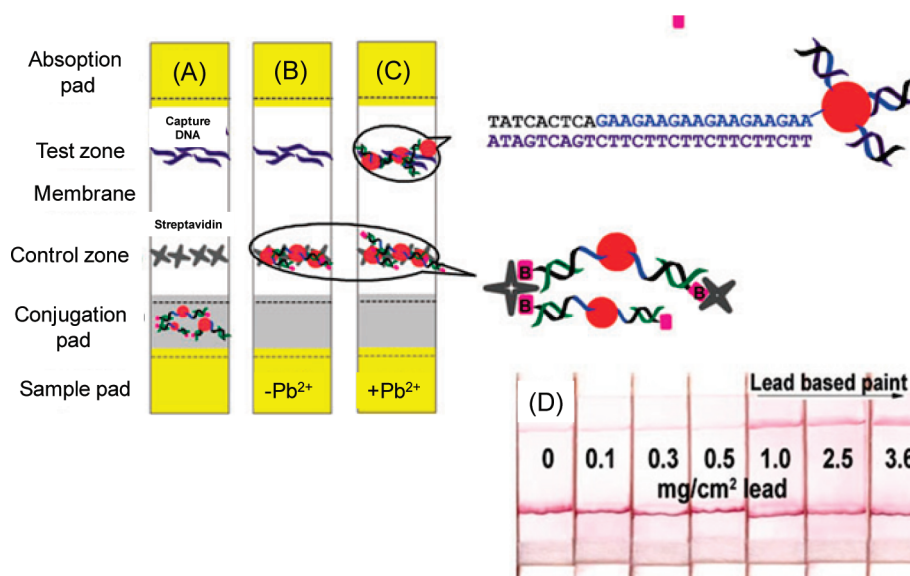 Absoption
pad
(A)
(B)
(C)
Capture
DNA
Test zone
Membrane
Streptavidin
Control zone
Conjugation
pad
Sample pad
-Pb²⁺
+Pb²⁺
TATCACTCAGAAGAAGAAGAAGAAGAA
ATAGTCAGTCTTCTTCTTCTTCTTCTT
B
B
B
(D)
Lead based paint
0 0.1 0.3 0.5 1.0 2.5 3.6
mg/cm² lead